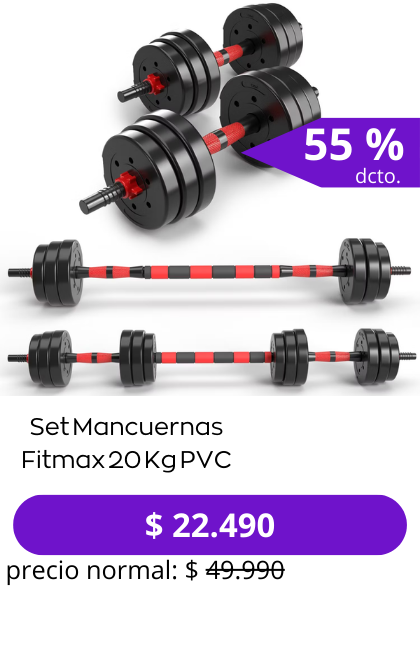 55 %
dcto.
Set Mancuernas
Fitmax 20 Kg PVC
$ 22.490
precio normal: $ 49.990